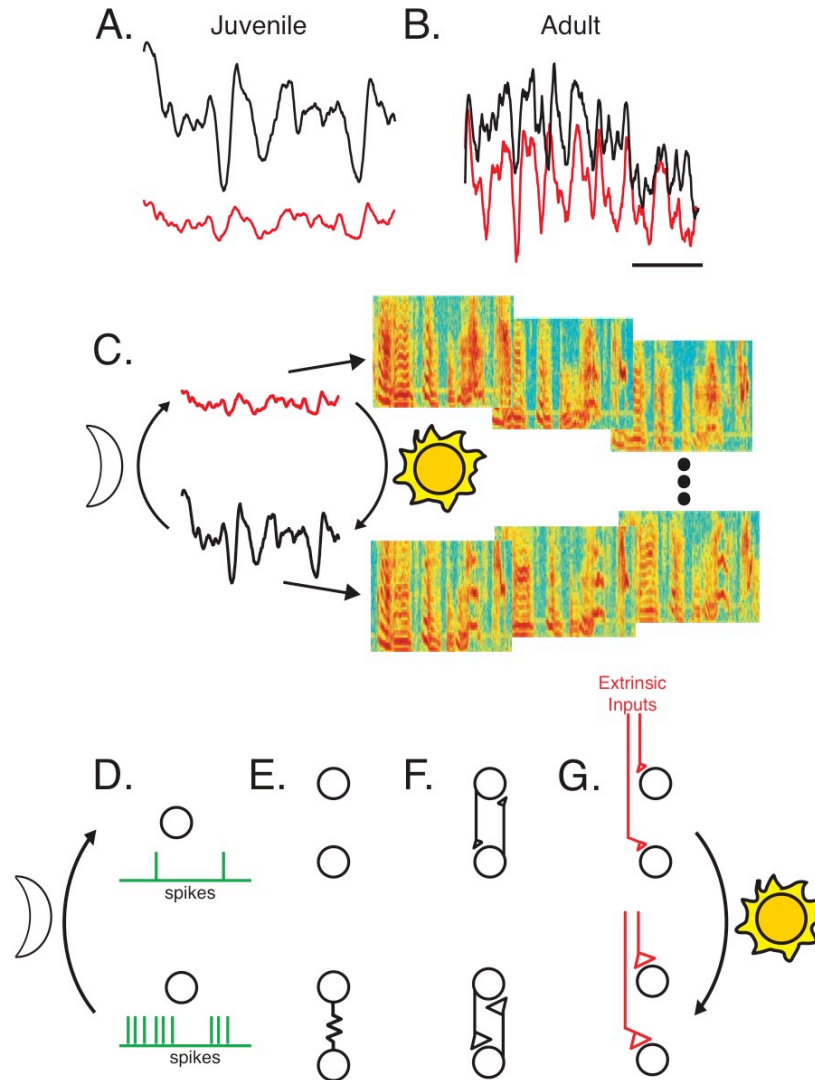 A.
Juvenile
B.
Adult
C.
Extrinsic
Inputs
D.
E.
F.
G.
spikes
spikes